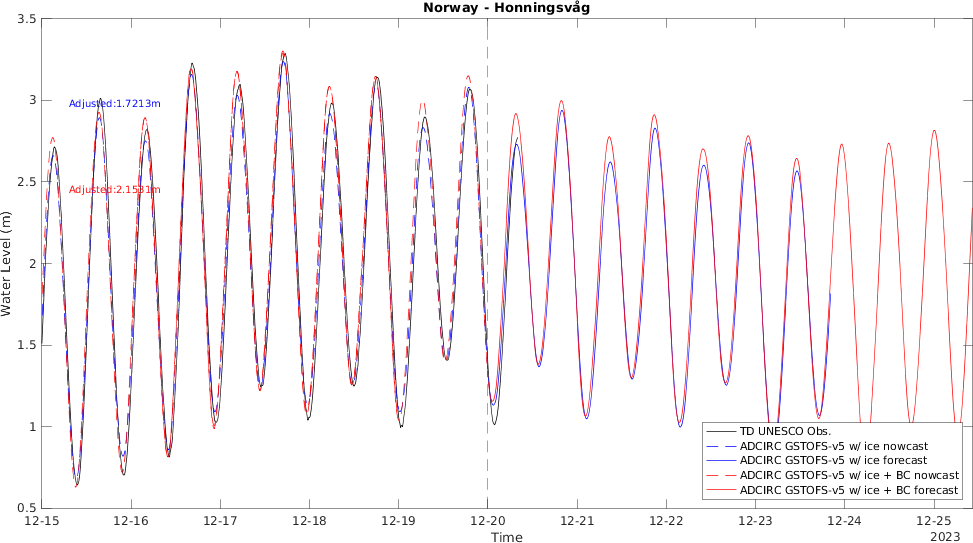 Norway - Honningsvåg
3.5
3
2.5
2
1.5
1
0.5
Water Level (m)
Adjusted:1.7213m
Adjusted:2.1531m
TD UNESCO Obs.
ADCIRC GSTOFS-v5 w/ ice nowcast
ADCIRC GSTOFS-v5 w/ ice forecast
ADCIRC GSTOFS-v5 w/ ice + BC nowcast
ADCIRC GSTOFS-v5 w/ ice + BC forecast
12-15 12-16 12-17 12-18 12-19 12-20 12-21 12-22 12-23 12-24 12-25
Time
2023